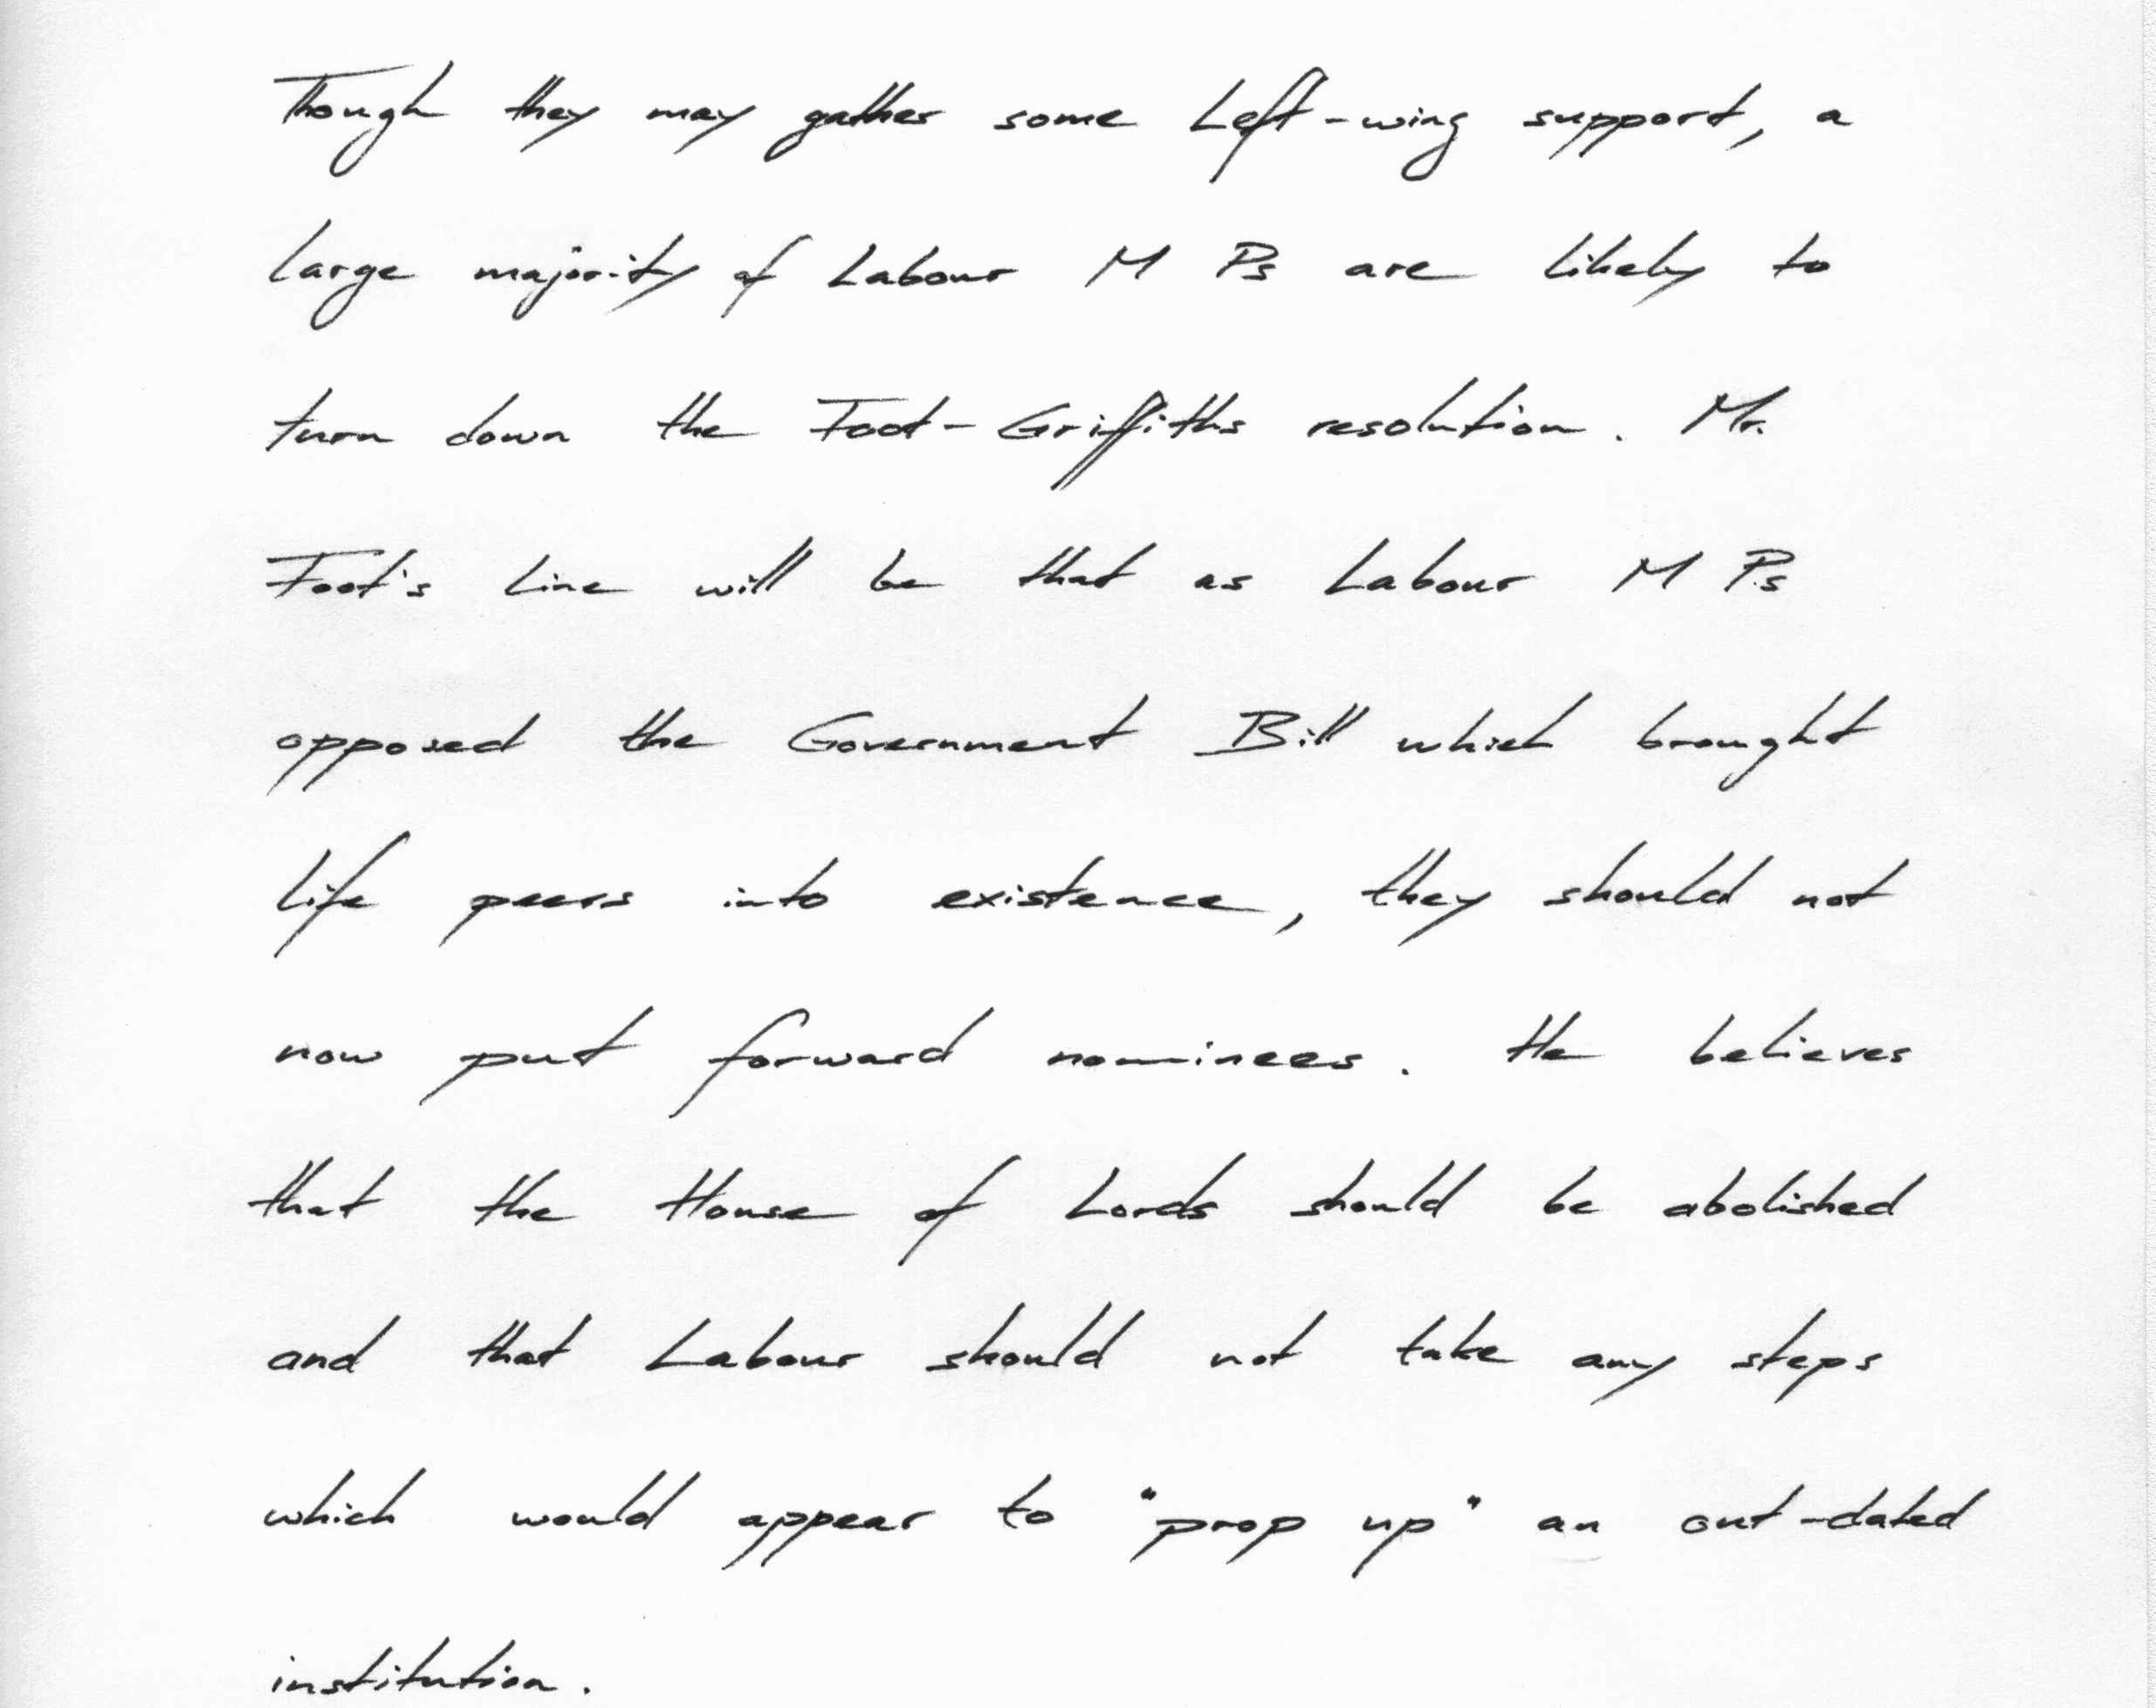 Though they may gather some Left-wing support, a
large majority of Labour M Ps are likely to
turn down the Foot-Griffiths resolution. Mr.
Foot's line will be that as Labour M Ps
opposed the Government Bill which brought
life peers into existence, they should not
now put forward nominees. He believes
that the House of Lords should be abolished
and that Labour should not take any steps
which would appear to "prop up" an out-dated
institution.